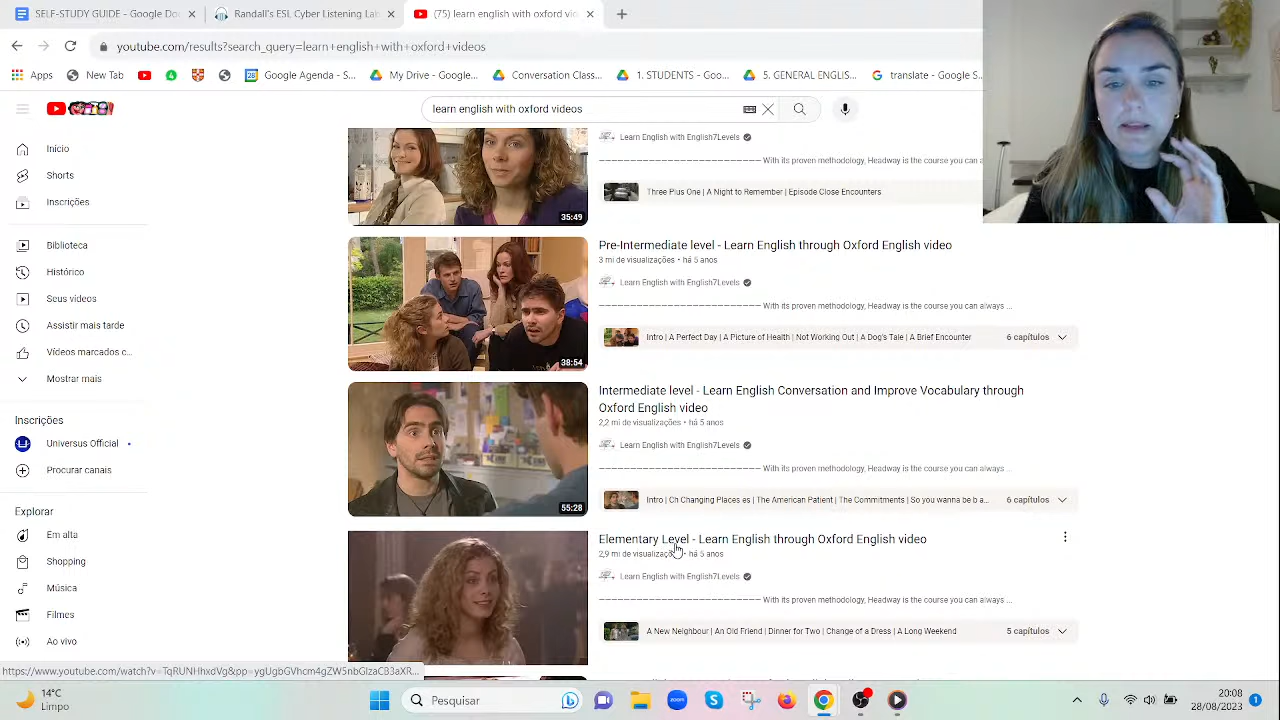 SELF-STUDY GUIDE - Google Doc
Randall's ESL Cyber Listening Lab
(75) learn english with oxford vide
youtube.com/results?search_query=learn+english+with+oxford+videos
Apps
New Tab
Google Agenda - S...
My Drive - Google...
Conversation Class...
1. STUDENTS - Goo...
5. GENERAL ENGLIS...
translate - Google S...
learn english with oxford videos
Início
Shorts
Inscrições
Biblioteca
Histórico
Seus vídeos
Assistir mais tarde
Vídeos marcados c...
Mostrar mais
Inscrições
Universus Official
Procurar canais
Explorar
Em alta
Shopping
Música
Filmes
Ao vivo
35:49
Learn English with English7Levels
With its proven methodology, Headway is the course you can a
Three Plus One | A Night to Remember | Episode Close Encounters
38:54
Pre-Intermediate level - Learn English through Oxford English video
3 mi de visualizações • há 5 anos
Learn English with English7Levels
With its proven methodology, Headway is the course you can always ...
Intro | A Perfect Day | A Picture of Health | Not Working Out | A Dog's Tale | A Brief Encounter
6 capítulos
55:28
Intermediate level - Learn English Conversation and Improve Vocabulary through
Oxford English video
2,2 mi de visualizações • há 5 anos
Learn English with English7Levels
With its proven methodology, Headway is the course you can always ...
Intro | Ch Changing Places es | The American Patient | The Commitments | So you wanna be b a...
6 capítulos
Elementary Level - Learn English through Oxford English video
2,9 mi de visualizações • há 5 anos
Learn English with English7Levels
With its proven methodology, Headway is the course you can always ...
A New Neighbour | An Old Friend | Dinner for Two | Change of a Dress | A Long Weekend
5 capítulos
14°C
Limpo
Pesquisar
zoom
20:08
28/08/2023
1